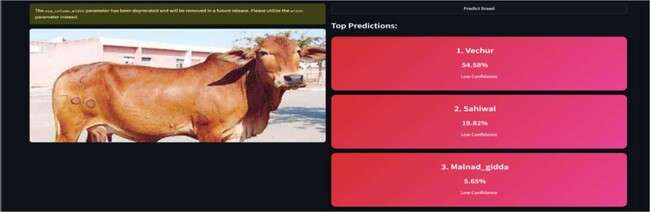 The use_column_width parameter has been deprecated and will be removed in a future release. Please utilize the width
parameter instead.
Predict Breed
Top Predictions:
1. Vechur
54.58%
Low Confidence
2. Sahiwal
19.82%
Low Confidence
3. Malnad_gidda
5.65%
Low Confidence